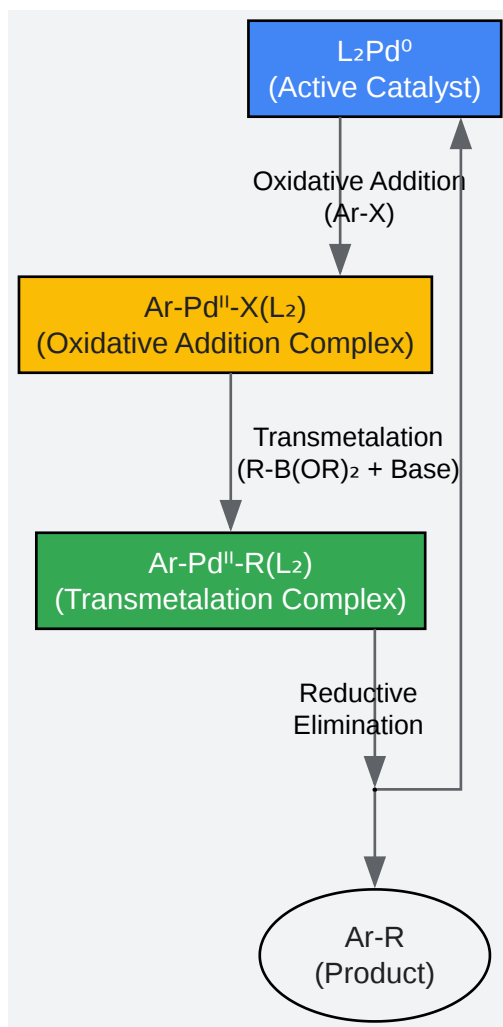 L₂Pd⁰
(Active Catalyst)
Oxidative Addition
(Ar-X)
Ar-Pdᴵᴵ-X(L₂)
(Oxidative Addition Complex)
Transmetalation
(R-B(OR)₂ + Base)
Ar-Pdᴵᴵ-R(L₂)
(Transmetalation Complex)
Reductive
Elimination
Ar-R
(Product)